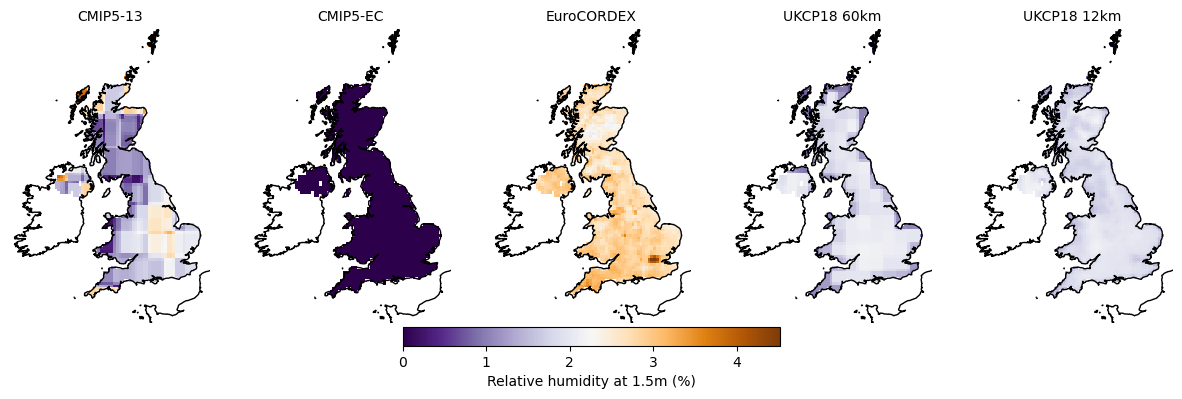 CMIP5-13
CMIP5-EC
EuroCORDEX
UKCP18 60km
UKCP18 12km
0 1 2 3 4
Relative humidity at 1.5m (%)